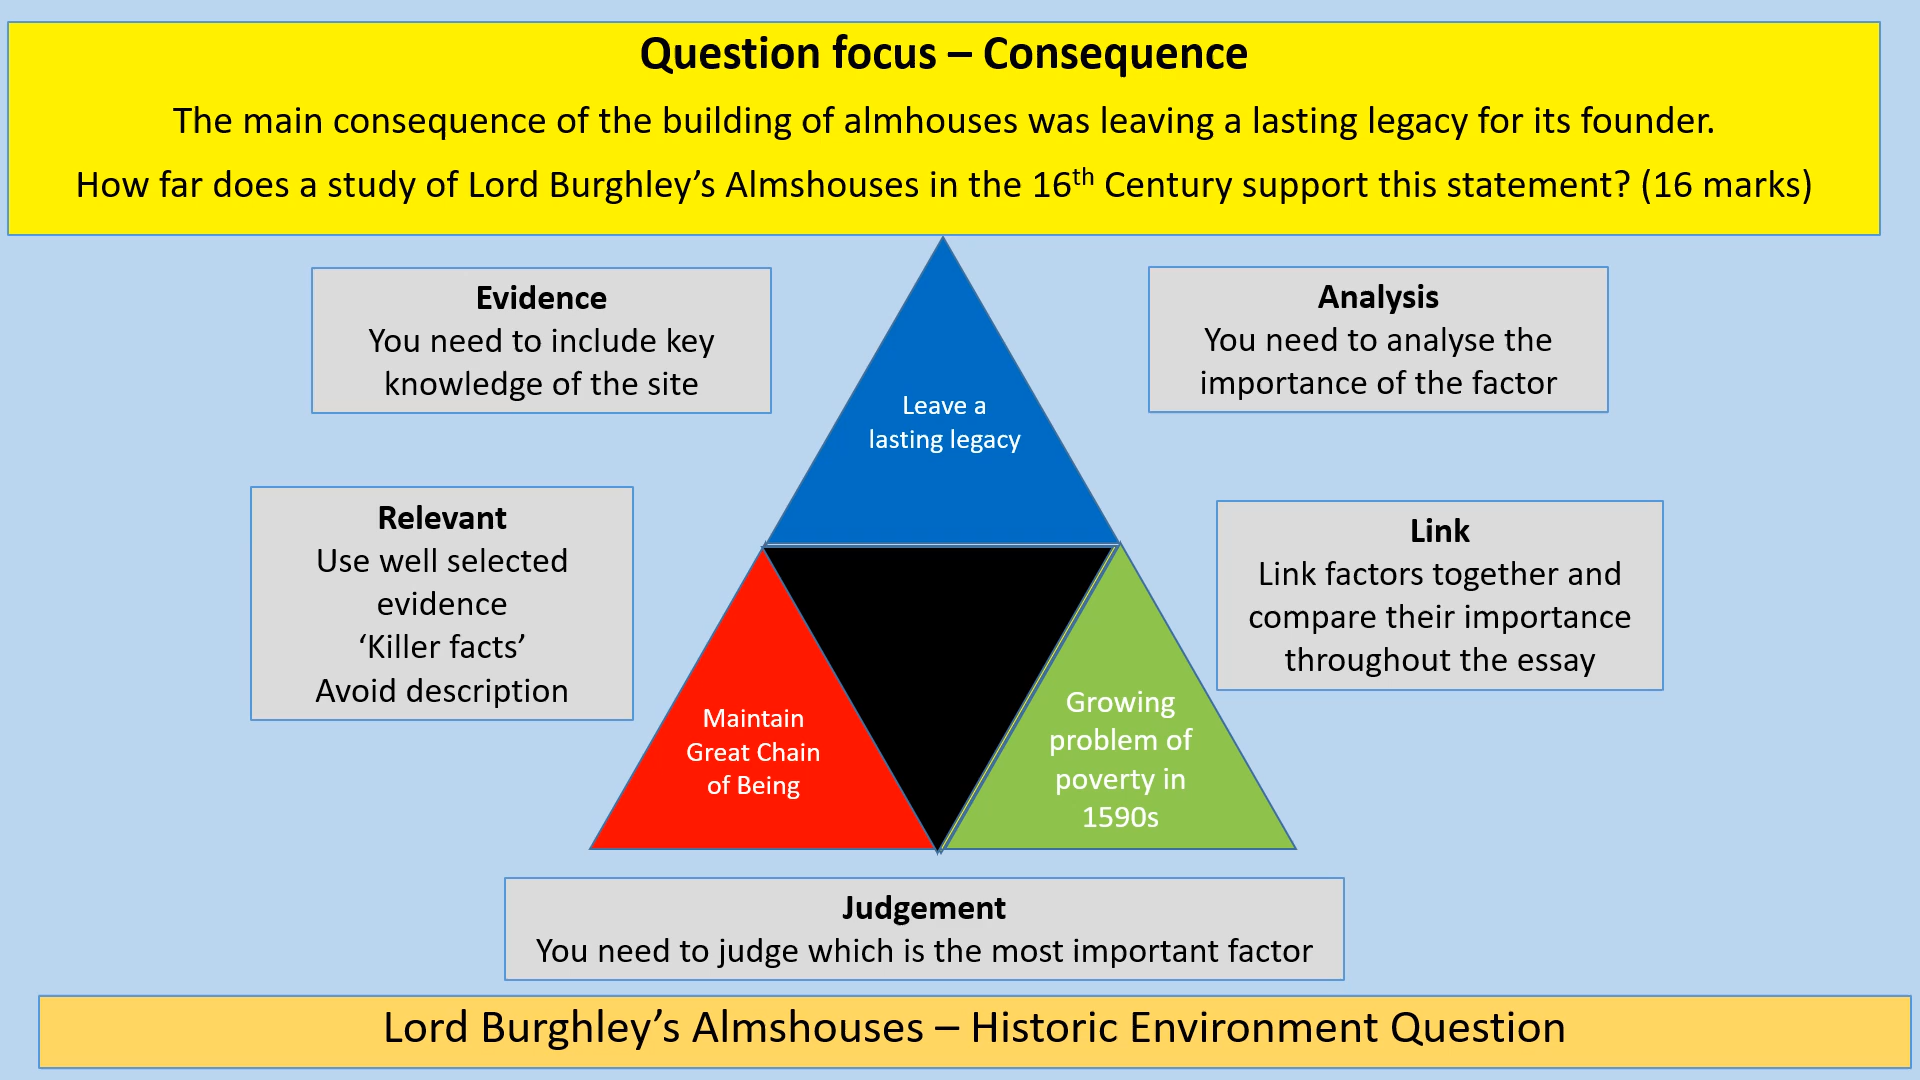 Question focus – Consequence
The main consequence of the building of almhouses was leaving a lasting legacy for its founder.
How far does a study of Lord Burghley’s Almshouses in the 16th Century support this statement? (16 marks)
Evidence
You need to include key
knowledge of the site
Analysis
You need to analyse the
importance of the factor
Leave a
lasting legacy
Relevant
Use well selected
evidence
‘Killer facts’
Avoid description
Link
Link factors together and
compare their importance
throughout the essay
Maintain
Great Chain
of Being
Growing
problem of
poverty in
1590s
Judgement
You need to judge which is the most important factor
Lord Burghley’s Almshouses – Historic Environment Question